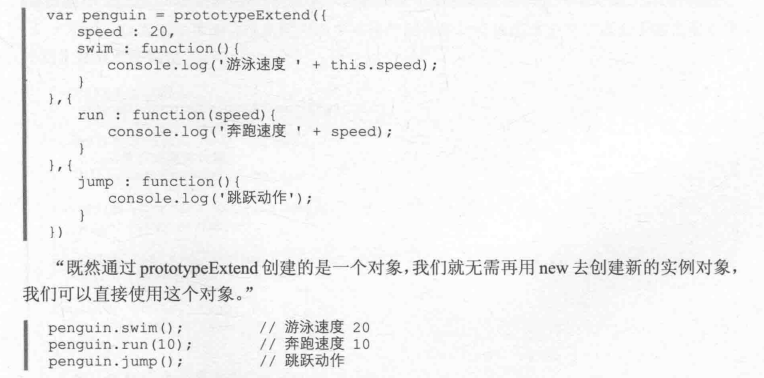 var penguin = prototypeExtend({
speed : 20,
swim : function(){
console.log('游泳速度 ' + this.speed);
}
},{
run : function(speed){
console.log('奔跑速度 ' + speed);
}
},{
jump : function(){
console.log('跳跃动作');
}
})
“既然通过 prototypeExtend 创建的是一个对象，我们就无需再用 new 去创建新的实例对象，
我们可以直接使用这个对象。”
penguin.swim(); // 游泳速度 20
penguin.run(10); // 奔跑速度 10
penguin.jump(); // 跳跃动作